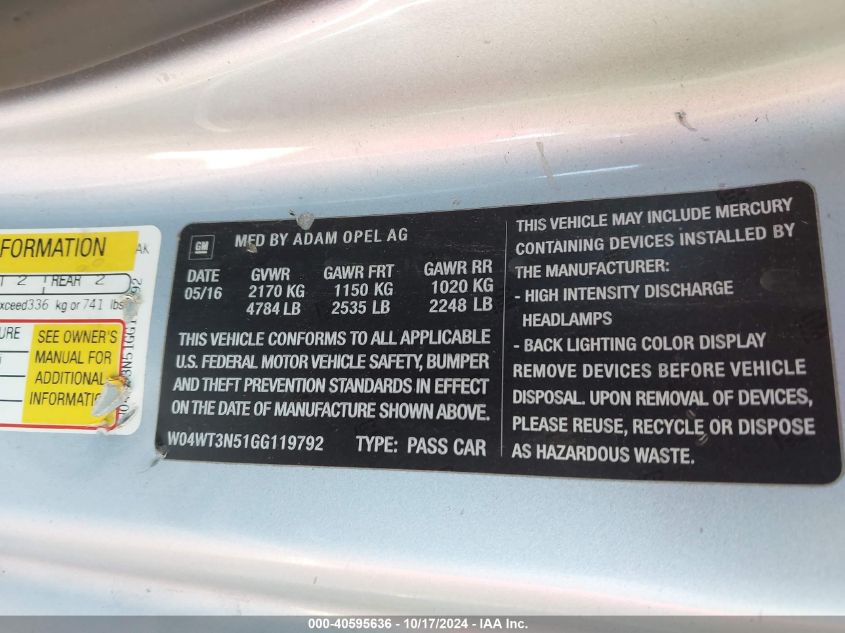 FORMATION
AK
T 2 REAR 2
xceed336 kg or 741 lbs
URE
SEE OWNER'S
MANUAL FOR
ADDITIONAL
INFORMATION
GM
MFD BY ADAM OPEL AG
DATE GVWR GAWR FRT GAWR RR
05/16 2170 KG 1150 KG 1020 KG
4784 LB 2535 LB 2248 LB
THIS VEHICLE CONFORMS TO ALL APPLICABLE
U.S. FEDERAL MOTOR VEHICLE SAFETY, BUMPER
AND THEFT PREVENTION STANDARDS IN EFFECT
ON THE DATE OF MANUFACTURE SHOWN ABOVE.
W04WT3N51GG119792 TYPE: PASS CAR
THIS VEHICLE MAY INCLUDE MERCURY
CONTAINING DEVICES INSTALLED BY
THE MANUFACTURER:
- HIGH INTENSITY DISCHARGE
HEADLAMPS
- BACK LIGHTING COLOR DISPLAY
REMOVE DEVICES BEFORE VEHICLE
DISPOSAL. UPON REMOVAL OF DEVICES,
PLEASE REUSE, RECYCLE OR DISPOSE
AS HAZARDOUS WASTE.
000-40595636 - 10/17/2024 - IAA Inc.